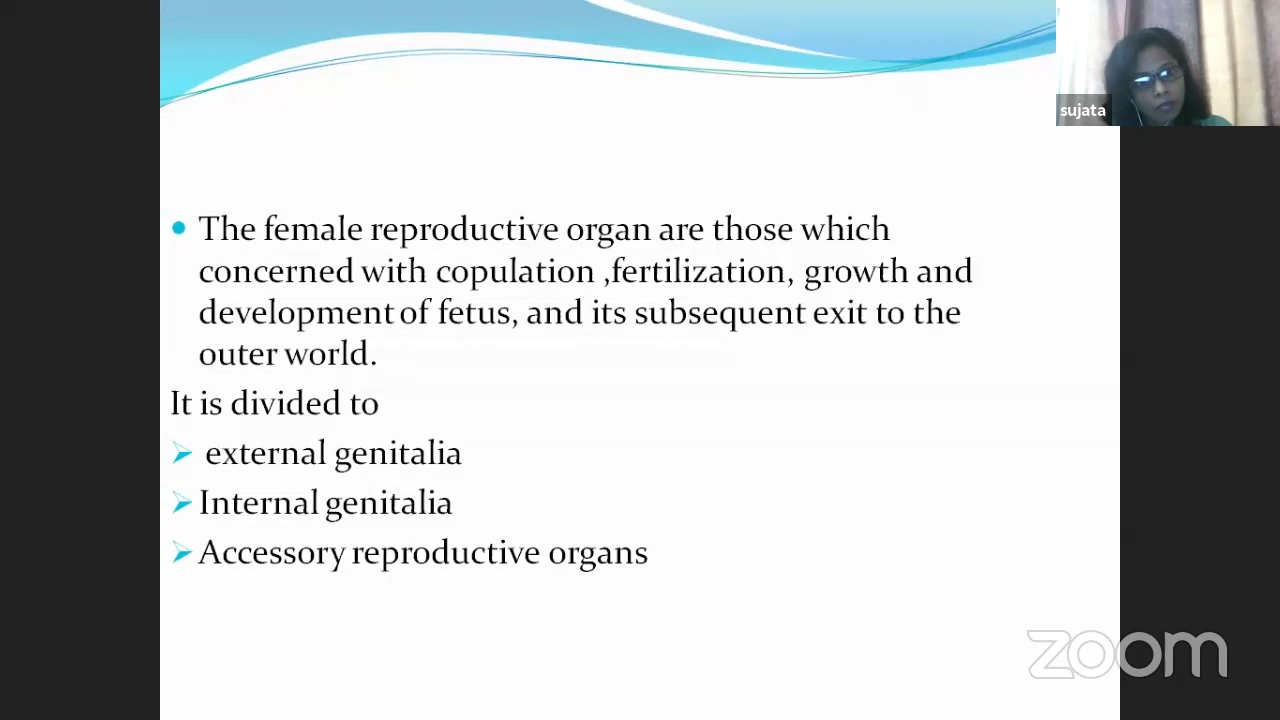 sujata
The female reproductive organ are those which
concerned with copulation ,fertilization, growth and
development of fetus, and its subsequent exit to the
outer world.
It is divided to
external genitalia
Internal genitalia
Accessory reproductive organs
zoom